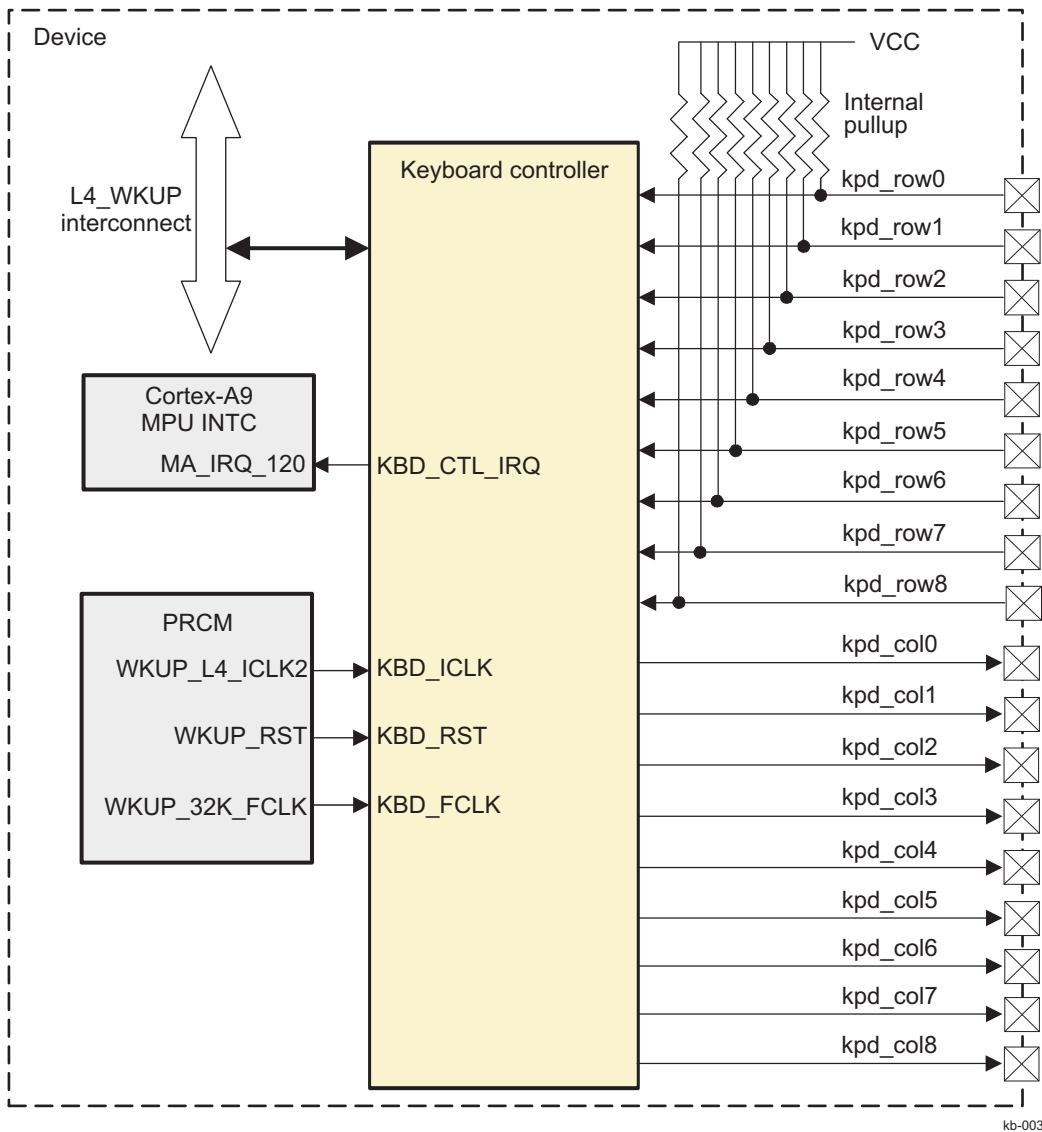 Device
VCC
Internal
pullup
Keyboard controller
L4_WKUP
interconnect
kpd_row0
kpd_row1
kpd_row2
kpd_row3
kpd_row4
kpd_row5
kpd_row6
kpd_row7
kpd_row8
Cortex-A9
MPU INTC
MA_IRQ_120
KBD_CTL_IRQ
PRCM
WKUP_L4_ICLK2
KBD_ICLK
WKUP_RST
KBD_RST
WKUP_32K_FCLK
KBD_FCLK
kpd_col0
kpd_col1
kpd_col2
kpd_col3
kpd_col4
kpd_col5
kpd_col6
kpd_col7
kpd_col8
kb-003